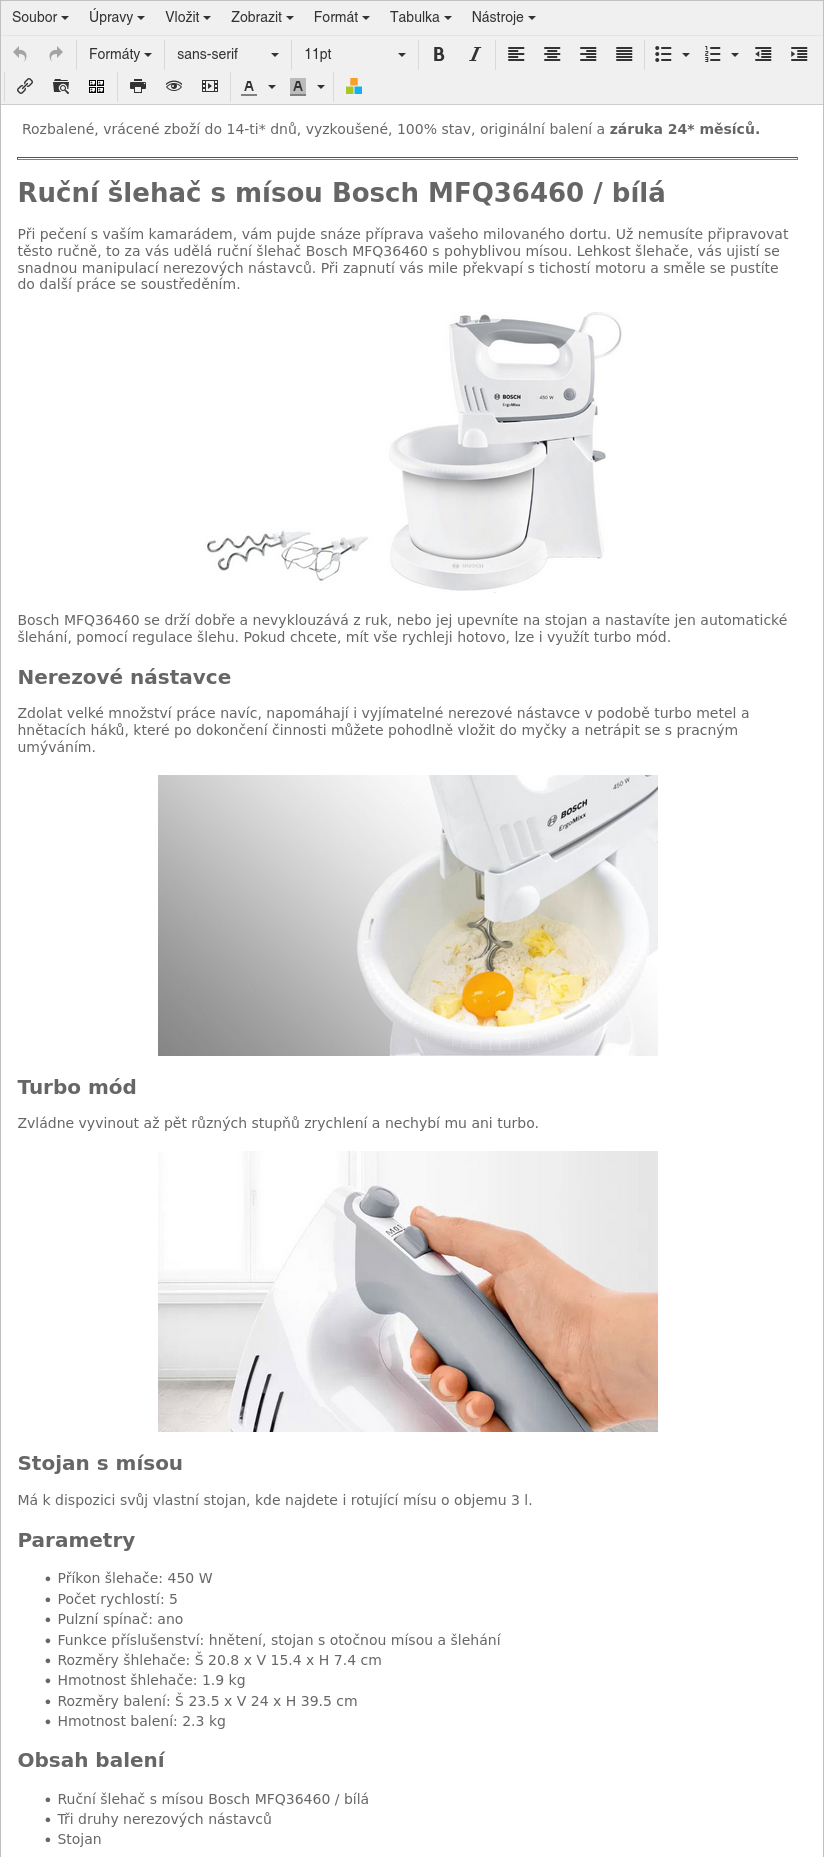 Soubor Úpravy Vložit Zobrazit Formát Tabulka Nástroje
Formáty sans-serif 11pt B I
A A
Rozbalené, vrácené zboží do 14-ti* dnů, vyzkoušené, 100% stav, originální balení a záruka 24* měsíců.
Ruční šlehač s mísou Bosch MFQ36460 / bílá
Při pečení s vaším kamarádem, vám pujde snáze příprava vašeho milovaného dortu. Už nemusíte připravovat
těsto ručně, to za vás udělá ruční šlehač Bosch MFQ36460 s pohyblivou mísou. Lehkost šlehače, vás ujistí se
snadnou manipulací nerezových nástavců. Při zapnutí vás mile překvapí s tichostí motoru a směle se pustíte
do další práce se soustředěním.
BOSCH 450 W
ErgoMixx
BOSCH
Bosch MFQ36460 se drží dobře a nevyklouzává z ruk, nebo jej upevníte na stojan a nastavíte jen automatické
šlehání, pomocí regulace šlehu. Pokud chcete, mít vše rychleji hotovo, lze i využít turbo mód.
Nerezové nástavce
Zdolat velké množství práce navíc, napomáhají i vyjímatelné nerezové nástavce v podobě turbo metel a
hnětacích háků, které po dokončení činnosti můžete pohodlně vložit do myčky a netrápit se s pracným
umýváním.
450 W
BOSCH
ErgoMixx
Turbo mód
Zvládne vyvinout až pět různých stupňů zrychlení a nechybí mu ani turbo.
Stojan s mísou
Má k dispozici svůj vlastní stojan, kde najdete i rotující mísu o objemu 3 l.
Parametry
• Příkon šlehače: 450 W
• Počet rychlostí: 5
• Pulzní spínač: ano
• Funkce příslušenství: hnětení, stojan s otočnou mísou a šlehání
• Rozměry šhlehače: Š 20.8 x V 15.4 x H 7.4 cm
• Hmotnost šhlehače: 1.9 kg
• Rozměry balení: Š 23.5 x V 24 x H 39.5 cm
• Hmotnost balení: 2.3 kg
Obsah balení
• Ruční šlehač s mísou Bosch MFQ36460 / bílá
• Tři druhy nerezových nástavců
• Stojan